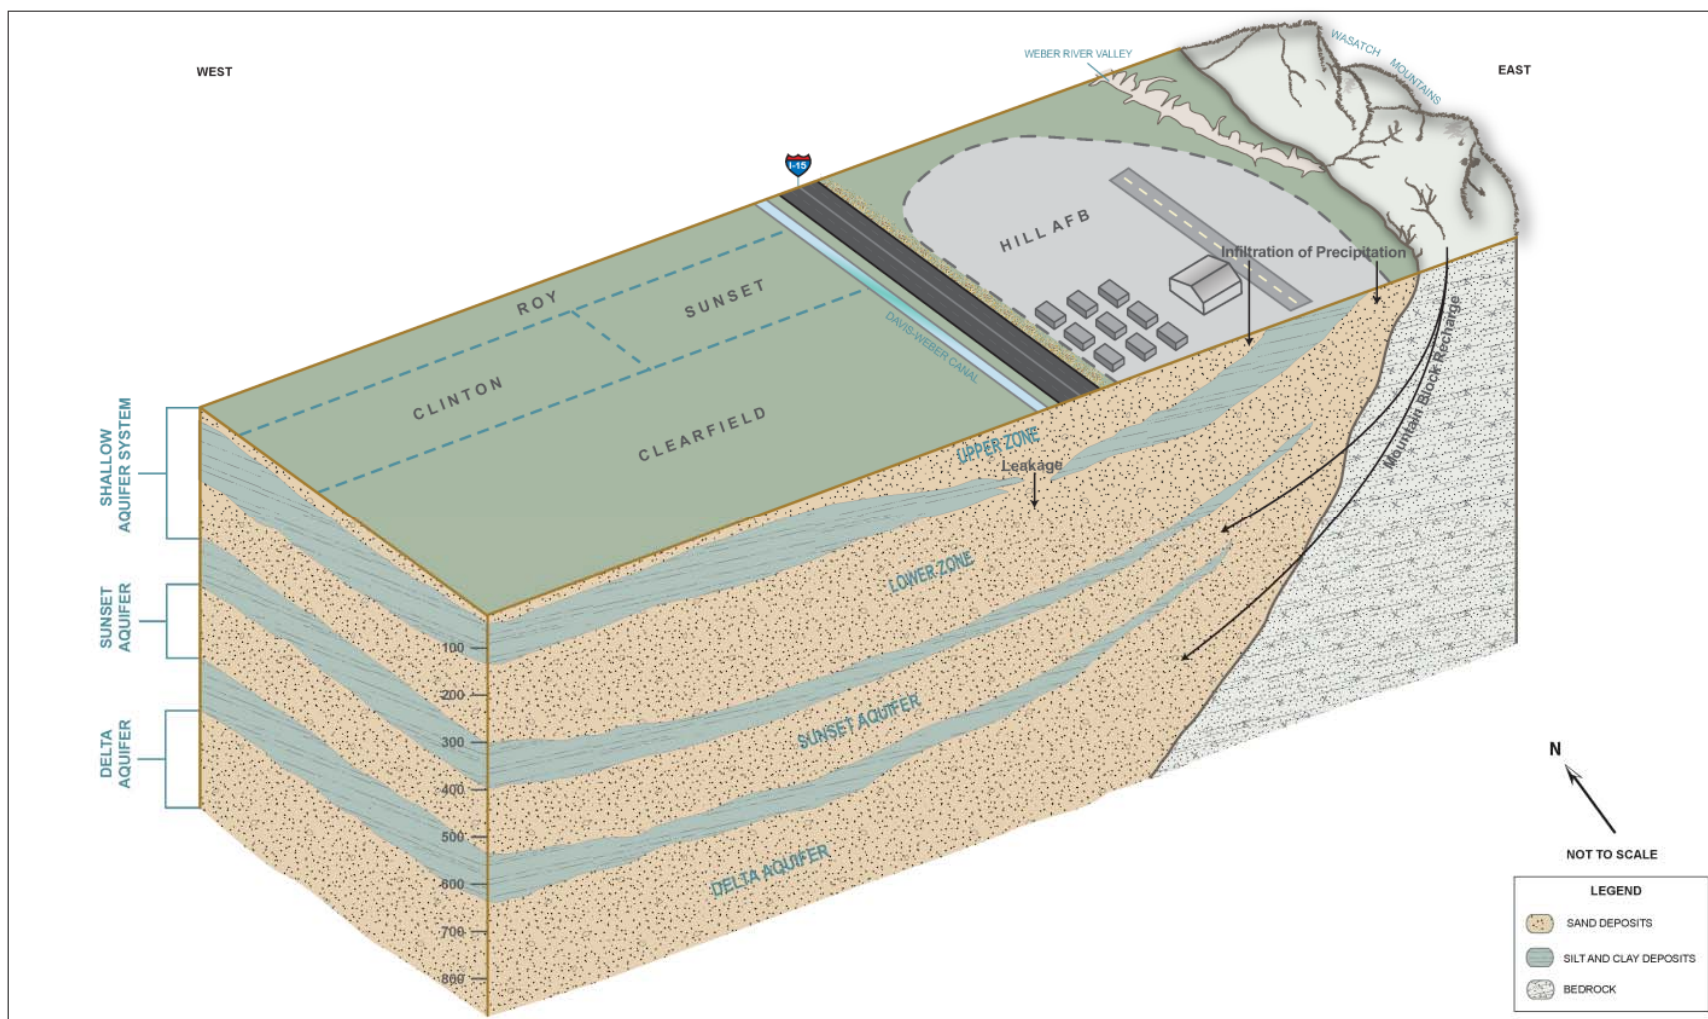 WEST
EAST
WEBER RIVER VALLEY
WASATCH MOUNTAINS
I-15
HILL AFB
Infiltration of Precipitation
ROY
SUNSET
DAVIS-WEBER CANAL
CLINTON
CLEARFIELD
Mountain Block Recharge
UPPER ZONE
Leakage
LOWER ZONE
SUNSET AQUIFER
DELTA AQUIFER
SHALLOW
AQUIFER SYSTEM
SUNSET
AQUIFER
DELTA
AQUIFER
100
200
300
400
500
600
700
800
N
NOT TO SCALE
LEGEND
SAND DEPOSITS
SILT AND CLAY DEPOSITS
BEDROCK